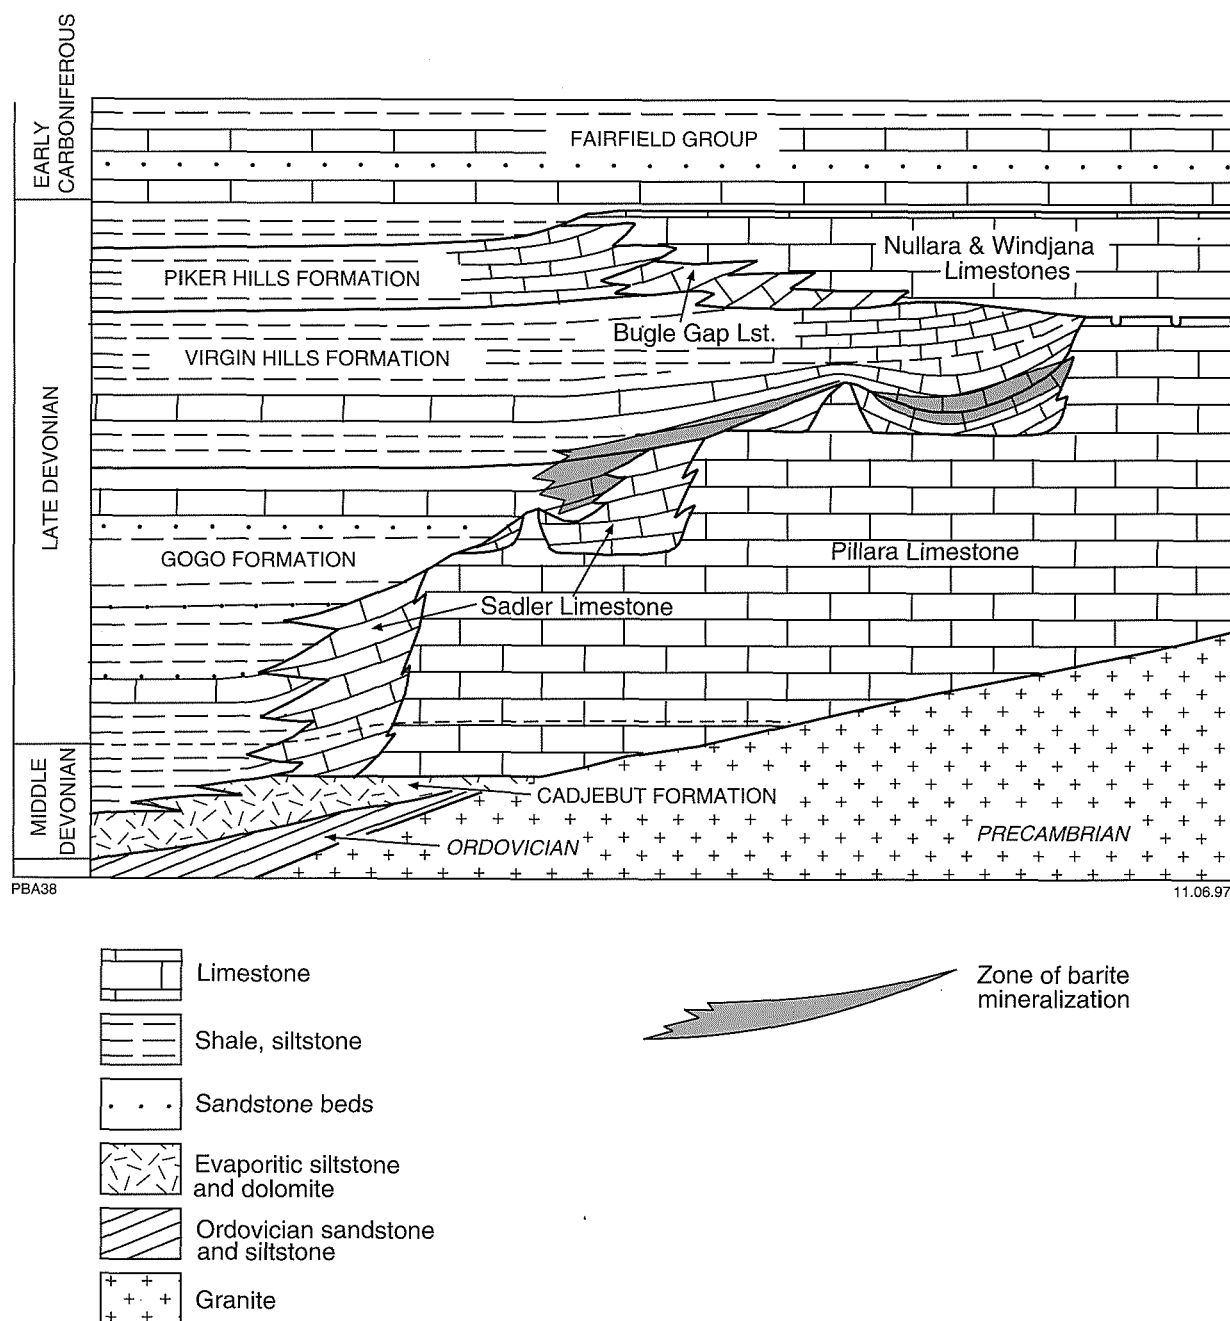 EARLY
CARBONIFEROUS
LATE DEVONIAN
MIDDLE
DEVONIAN
FAIRFIELD GROUP
Nullara & Windjana
Limestones
PIKER HILLS FORMATION
Bugle Gap Lst.
VIRGIN HILLS FORMATION
GOGO FORMATION
Pillara Limestone
Sadler Limestone
CADJEBUT FORMATION
ORDOVICIAN
PRECAMBRIAN
PBA38
11.06.97
Limestone
Shale, siltstone
Sandstone beds
Evaporitic siltstone
and dolomite
Ordovician sandstone
and siltstone
Granite
Zone of barite
mineralization